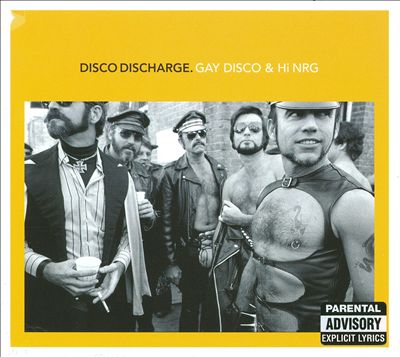 DISCO DISCHARGE. GAY DISCO & Hi NRG
PARENTAL
ADVISORY
EXPLICIT LYRICS